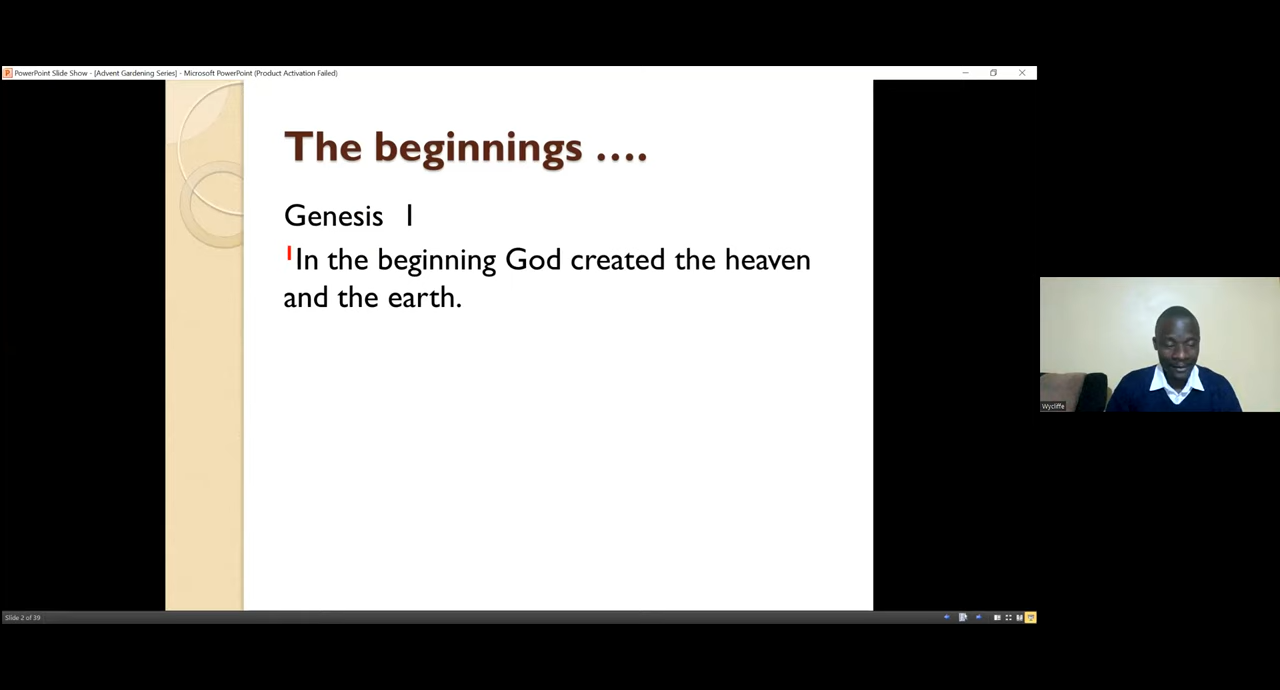 PowerPoint Slide Show - [Advent Gardening Series] - Microsoft PowerPoint (Product Activation Failed)
The beginnings ....
Genesis 1
1In the beginning God created the heaven
and the earth.
Wycliffe
Slide 2 of 39